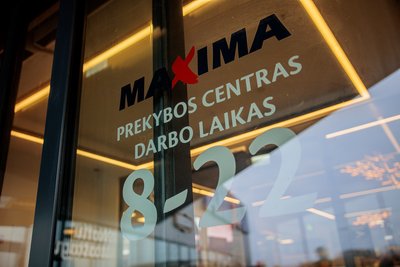 MAXIMA
PREKYBOS CENTRAS
DARBO LAIKAS
8-22